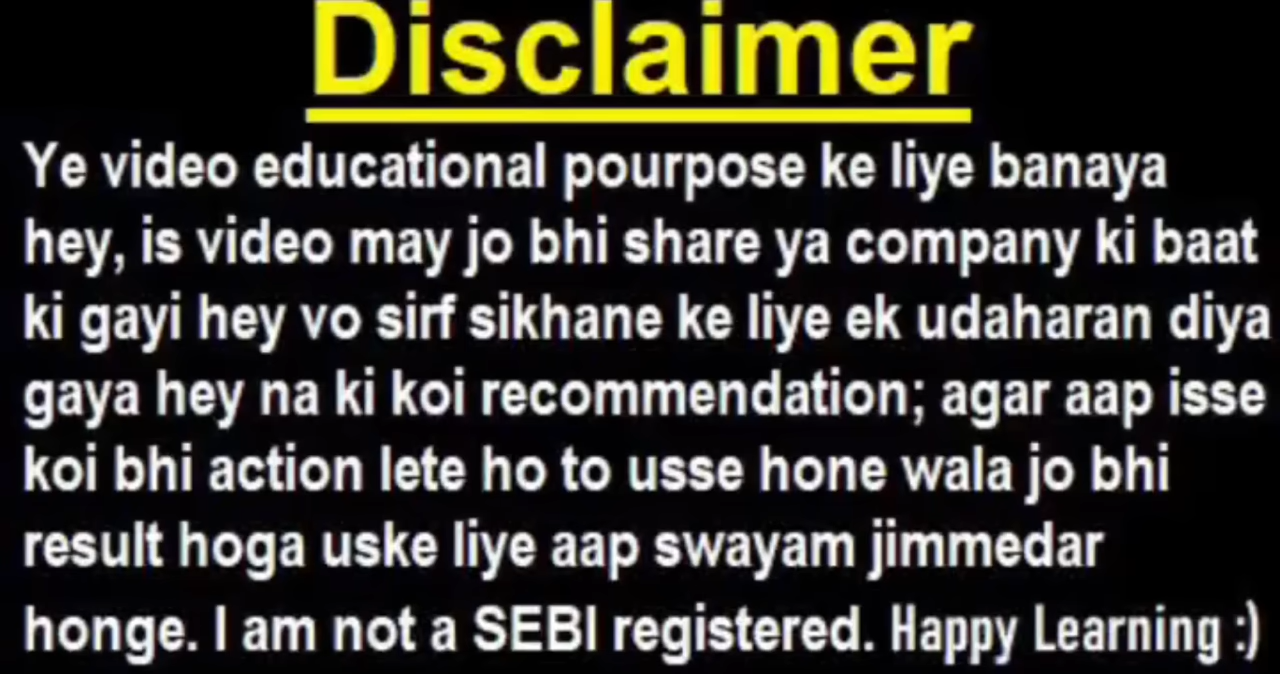 Disclaimer
Ye video educational pourpose ke liye banaya
hey, is video may jo bhi share ya company ki baat
ki gayi hey vo sirf sikhane ke liye ek udaharan diya
gaya hey na ki koi recommendation; agar aap isse
koi bhi action lete ho to usse hone wala jo bhi
result hoga uske liye aap swayam jimmedar
honge. I am not a SEBI registered. Happy Learning :)